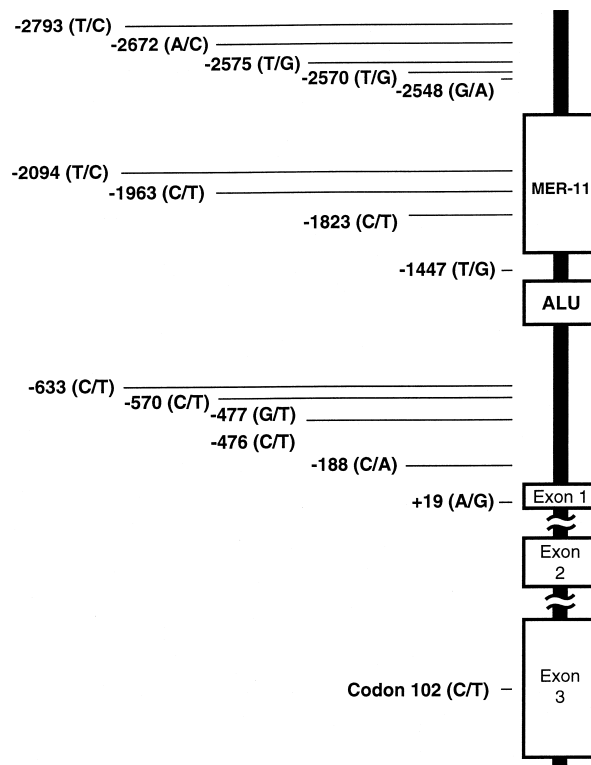 -2793 (T/C)
-2672 (A/C)
-2575 (T/G)
-2570 (T/G)
-2548 (G/A)
-2094 (T/C)
-1963 (C/T)
MER-11
-1823 (C/T)
-1447 (T/G)
ALU
-633 (C/T)
-570 (C/T)
-477 (G/T)
-476 (C/T)
-188 (C/A)
+19 (A/G)
Exon 1
Exon
2
Exon
3
Codon 102 (C/T)